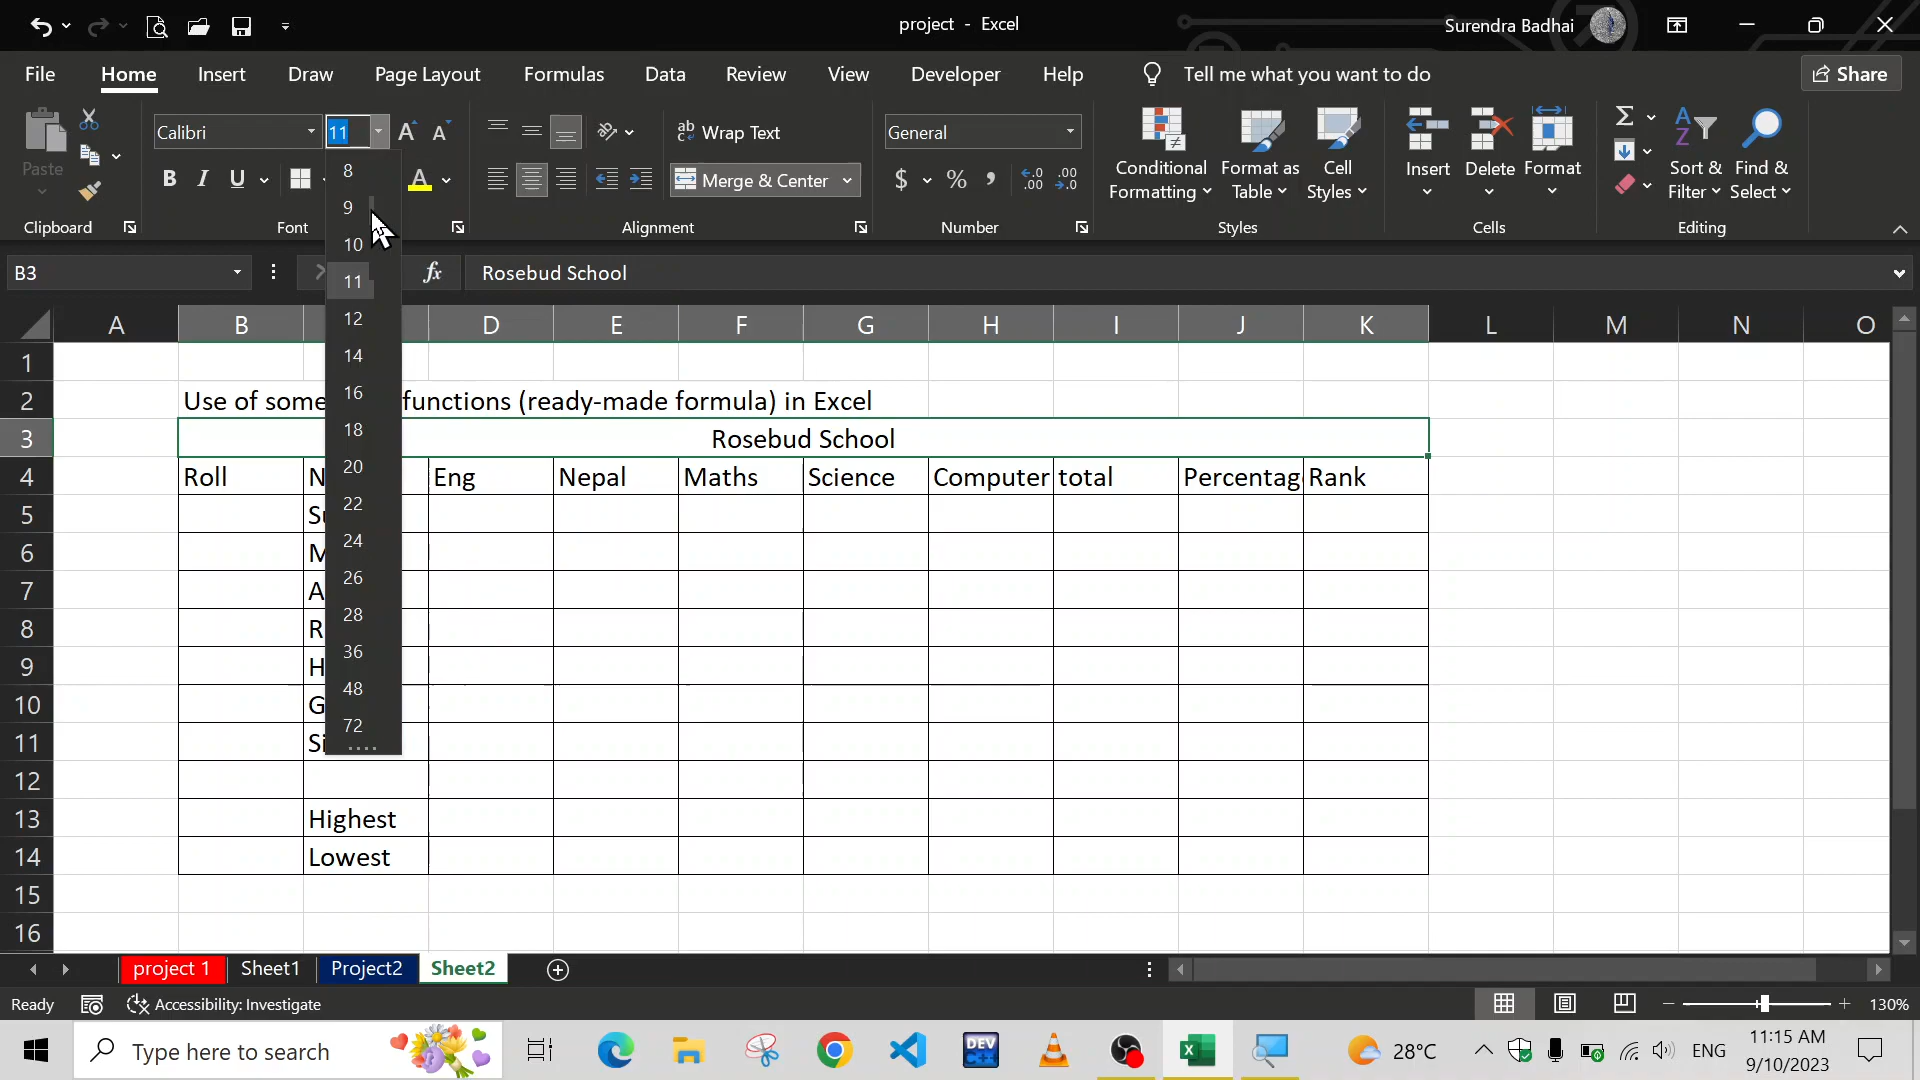 project - Excel
Surendra Badhai
File Home Insert Draw Page Layout Formulas Data Review View Developer Help Tell me what you want to do Share
Paste
Clipboard
Calibri 11
B I U A
Font
8
9
10
11
12
14
16
18
20
22
24
26
28
36
48
72
ab Wrap Text
Merge & Center
Alignment
General
$ % ,
Number
Conditional Formatting
Format as Table
Cell Styles
Styles
Insert Delete Format
Cells
Sort & Filter
Find & Select
Editing
B3 fx Rosebud School
A B D E F G H I J K L M N O
1
2 Use of some functions (ready-made formula) in Excel
3 Rosebud School
4 Roll Eng Nepal Maths Science Computer total Percentag Rank
5
6
7
8
9
10
11
12
13 Highest
14 Lowest
15
16
project 1 Sheet1 Project2 Sheet2
Ready Accessibility: Investigate 130%
Type here to search DEV C++ 28°C ENG 11:15 AM
9/10/2023